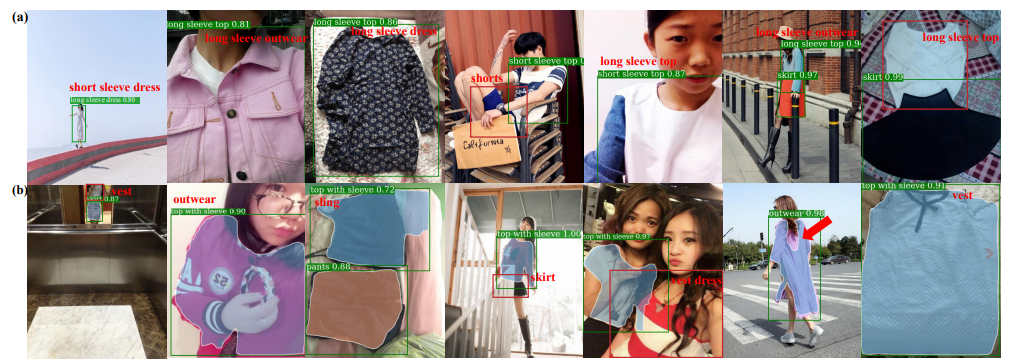 (a)
long sleeve top 0.81
long sleeve outwear
long sleeve top 0.86
long sleeve dress
short sleeve top
long sleeve top
long sleeve outwear
long sleeve top 0.9
long sleeve top
short sleeve dress
long sleeve dress 0.80
shorts
short sleeve top 0.87
skirt 0.97
skirt 0.99
California
(b)
vest
skirt 0.87
outwear
top with sleeve 0.90
top with sleeve 0.72
sling
pants 0.88
top with sleeve 1.00
skirt
top with sleeve 0.97
vest dress
outwear 0.98
top with sleeve 0.91
vest
52